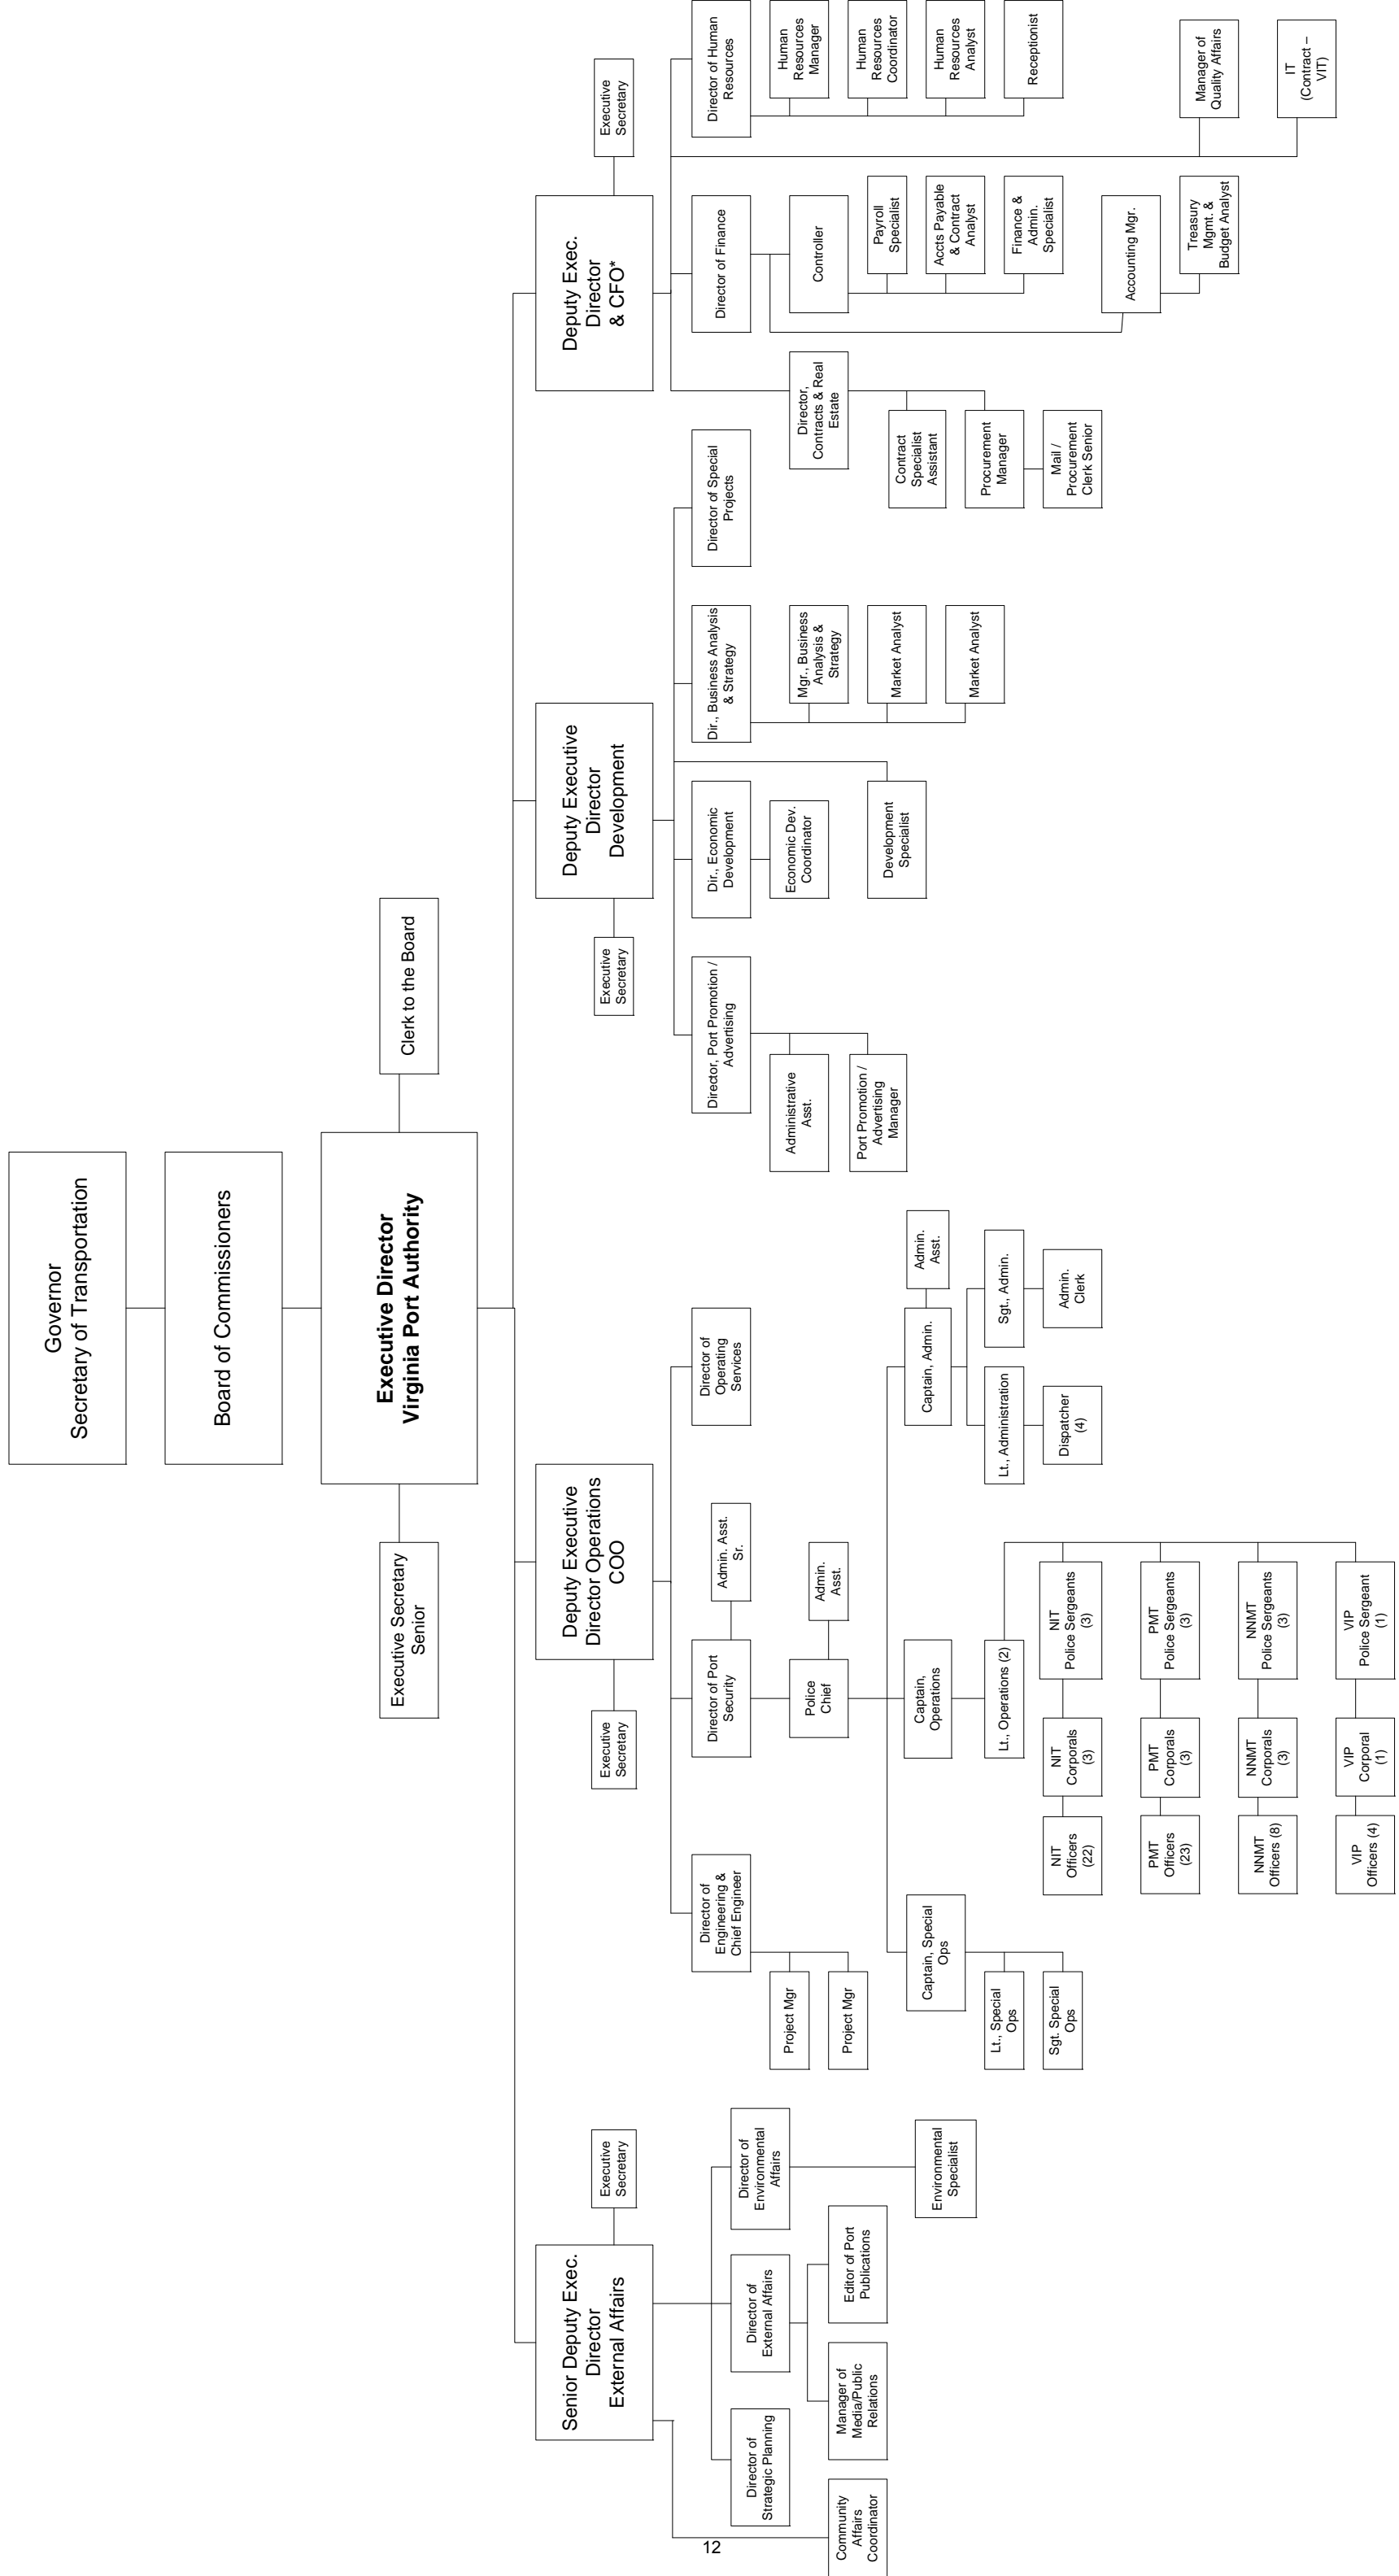 Governor
Secretary of Transportation
Board of Commissioners
Executive Director
Virginia Port Authority
Executive Secretary
Senior
Clerk to the Board
Senior Deputy Exec.
Director
External Affairs
Executive
Secretary
Deputy Executive
Director Operations
COO
Executive
Secretary
Deputy Executive
Director
Development
Executive
Secretary
Deputy Exec.
Director
& CFO*
Executive
Secretary
Community
Affairs
Coordinator
Director of
Strategic Planning
Director of
External Affairs
Manager of
Media/Public
Relations
Editor of Port
Publications
Director of
Environmental
Affairs
Environmental
Specialist
Director of
Engineering &
Chief Engineer
Project Mgr
Project Mgr
Director of Port
Security
Admin. Asst.
Sr.
Police
Chief
Admin.
Asst.
Director of
Operating
Services
Captain, Special
Ops
Lt., Special
Ops
Sgt. Special
Ops
Captain,
Operations
Lt., Operations (2)
NIT
Officers
(22)
NIT
Corporals
(3)
NIT
Police Sergeants
(3)
PMT
Officers
(23)
PMT
Corporals
(3)
PMT
Police Sergeants
(3)
NNMT
Officers (8)
NNMT
Corporals
(3)
NNMT
Police Sergeants
(3)
VIP
Officers (4)
VIP
Corporal
(1)
VIP
Police Sergeant
(1)
Captain, Admin.
Admin.
Asst.
Lt., Administration
Dispatcher
(4)
Sgt., Admin.
Admin.
Clerk
Director, Port Promotion /
Advertising
Administrative
Asst.
Port Promotion /
Advertising
Manager
Dir., Economic
Development
Economic Dev.
Coordinator
Development
Specialist
Dir., Business Analysis
& Strategy
Mgr., Business
Analysis &
Strategy
Market Analyst
Market Analyst
Director of Special
Projects
Director,
Contracts & Real
Estate
Contract
Specialist
Assistant
Procurement
Manager
Mail /
Procurement
Clerk Senior
Director of Finance
Controller
Payroll
Specialist
Accts Payable
& Contract
Analyst
Finance &
Admin.
Specialist
Accounting Mgr.
Treasury
Mgmt. &
Budget Analyst
Director of Human
Resources
Human
Resources
Manager
Human
Resources
Coordinator
Human
Resources
Analyst
Receptionist
Manager of
Quality Affairs
IT
(Contract –
VIT)
12